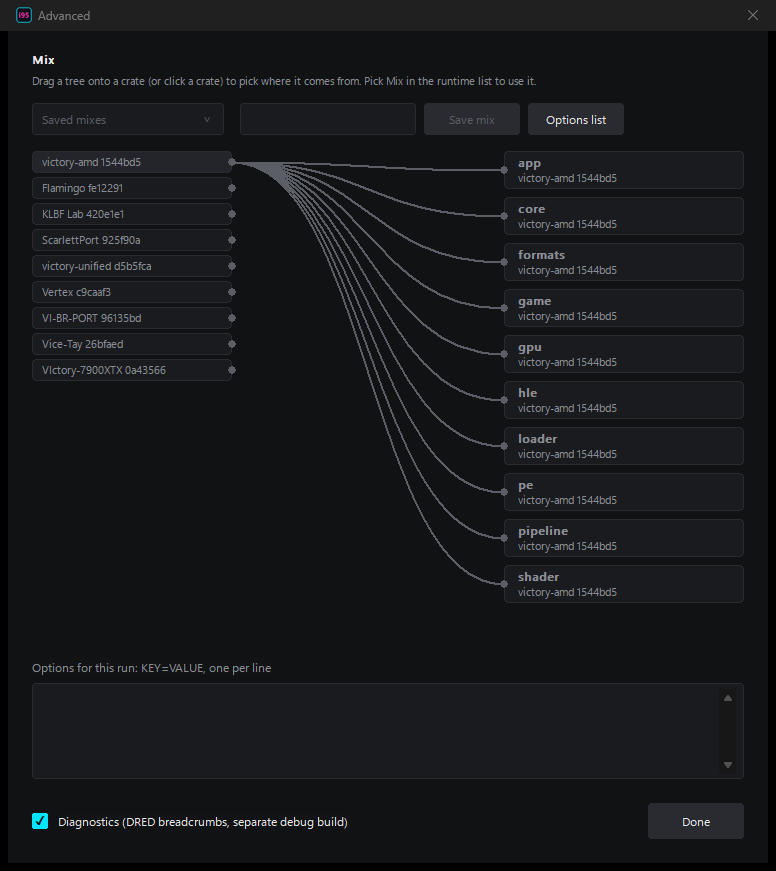 i95 Advanced
Mix
Drag a tree onto a crate (or click a crate) to pick where it comes from. Pick Mix in the runtime list to use it.
Saved mixes
Save mix
Options list
victory-amd 1544bd5
Flamingo fe12291
KLBF Lab 420e1e1
ScarlettPort 925f90a
victory-unified d5b5fca
Vertex c9caaf3
VI-BR-PORT 96135bd
Vice-Tay 26bfaed
VIctory-7900XTX 0a43566
app
victory-amd 1544bd5
core
victory-amd 1544bd5
formats
victory-amd 1544bd5
game
victory-amd 1544bd5
gpu
victory-amd 1544bd5
hle
victory-amd 1544bd5
loader
victory-amd 1544bd5
pe
victory-amd 1544bd5
pipeline
victory-amd 1544bd5
shader
victory-amd 1544bd5
Options for this run: KEY=VALUE, one per line
Diagnostics (DRED breadcrumbs, separate debug build)
Done